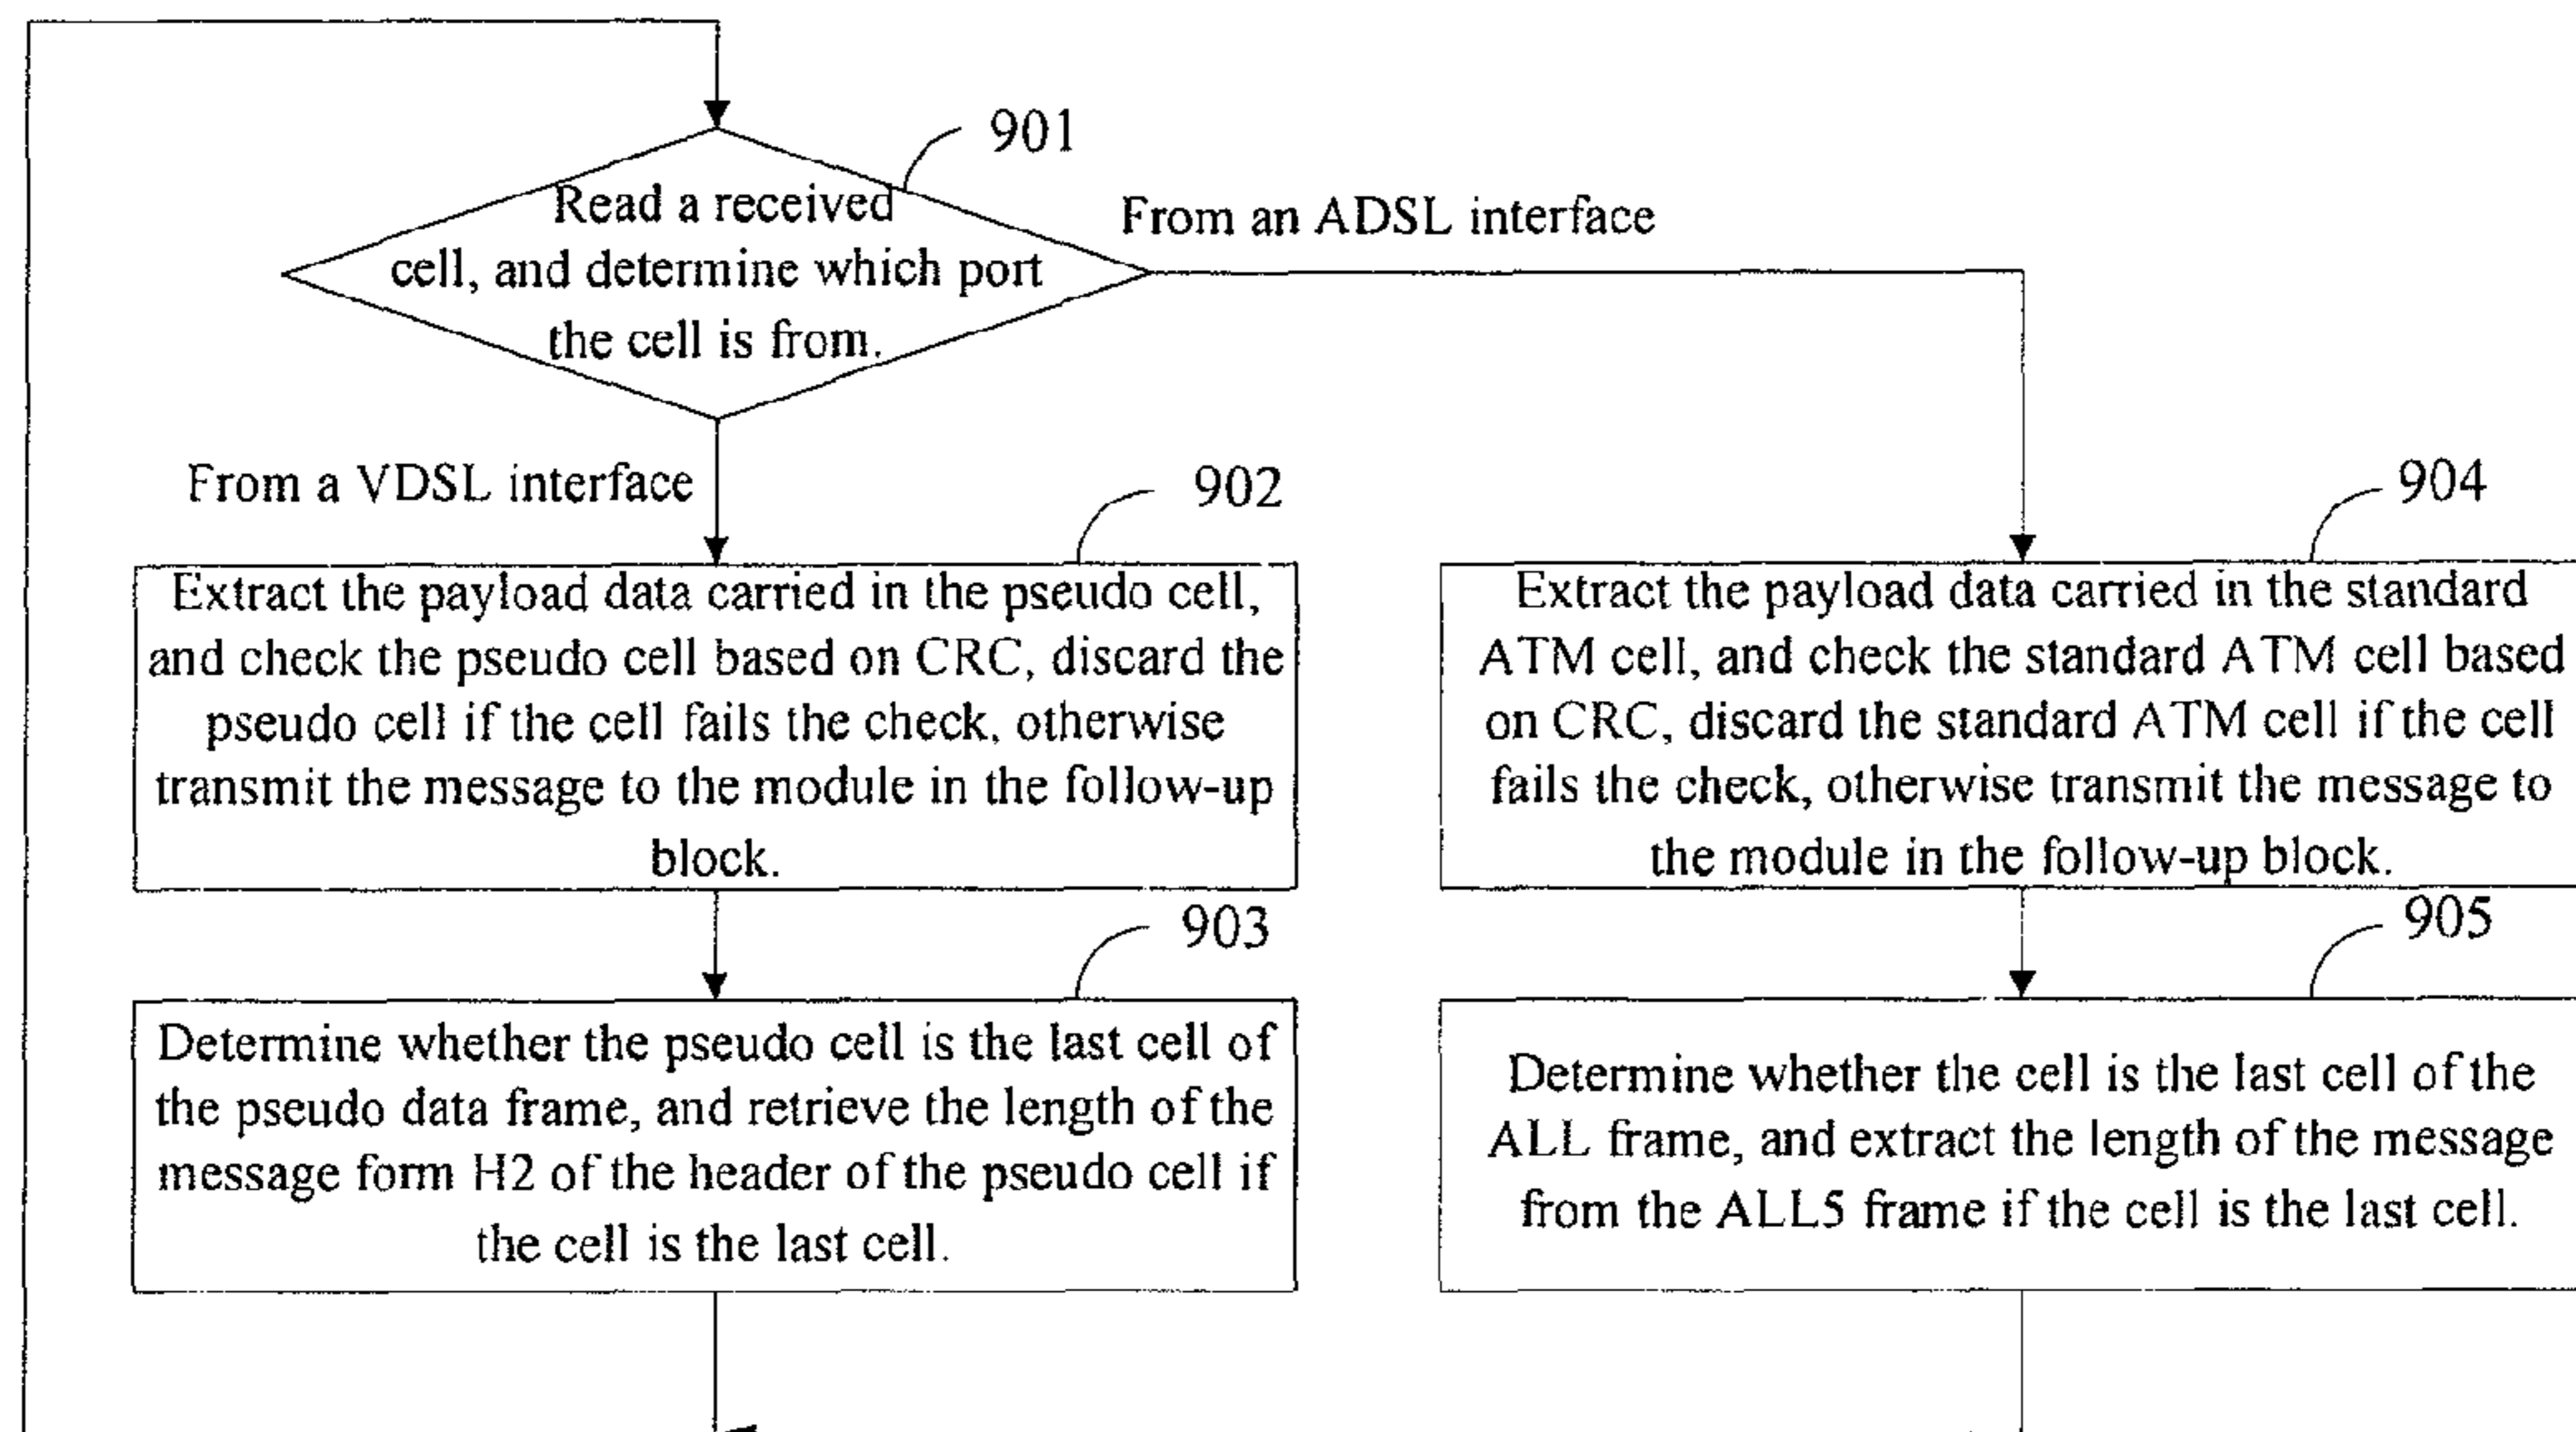 901
Read a received
cell, and determine which port
the cell is from.
From an ADSL interface
From a VDSL interface
902
Extract the payload data carried in the pseudo cell,
and check the pseudo cell based on CRC, discard the
pseudo cell if the cell fails the check, otherwise
transmit the message to the module in the follow-up
block.
904
Extract the payload data carried in the standard
ATM cell, and check the standard ATM cell based
on CRC, discard the standard ATM cell if the cell
fails the check, otherwise transmit the message to
the module in the follow-up block.
903
Determine whether the pseudo cell is the last cell of
the pseudo data frame, and retrieve the length of the
message form H2 of the header of the pseudo cell if
the cell is the last cell.
905
Determine whether the cell is the last cell of the
ALL frame, and extract the length of the message
from the ALL5 frame if the cell is the last cell.